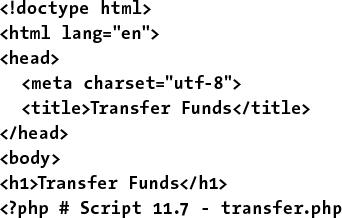 <!doctype html>
<html lang="en">
<head>
  <meta charset="utf-8">
  <title>Transfer Funds</title>
</head>
<body>
<h1>Transfer Funds</h1>
<?php # Script 11.7 - transfer.php